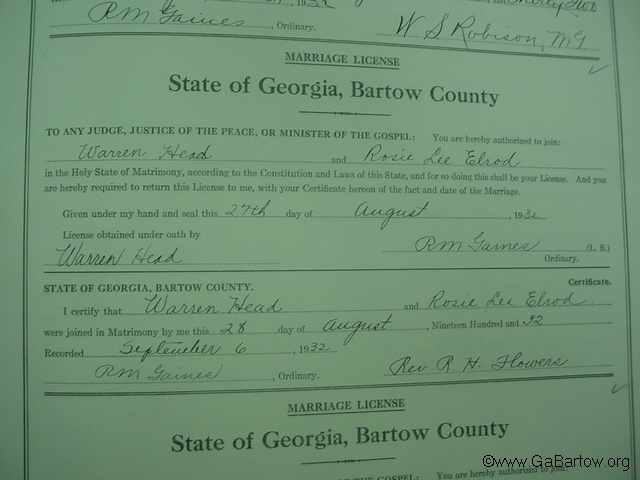 1932
RM Gaines, Ordinary. W. S Robison, MG
MARRIAGE LICENSE
State of Georgia, Bartow County
TO ANY JUDGE, JUSTICE OF THE PEACE, OR MINISTER OF THE GOSPEL: You are hereby authorized to join:
Warren Head and Rosie Lee Elrod
in the Holy State of Matrimony, according to the Constitution and Laws of this State, and for so doing this shall be your License. And you
are hereby required to return this License to me, with your Certificate hereon of the fact and date of the Marriage.
Given under my hand and seal this 27th day of August, 1932
License obtained under oath by RM Gaines (L. S.)
Warren Head Ordinary.
STATE OF GEORGIA, BARTOW COUNTY. Certificate.
I certify that Warren Head and Rosie Lee Elrod
were joined in Matrimony by me this 28 day of August, Nineteen Hundred and 32
Recorded September 6, 1932
RM Gaines, Ordinary. Rev. R H. Flowers
MARRIAGE LICENSE
State of Georgia, Bartow County
GOSPEL: You are hereby authorized to join:
©www.GaBartow.org